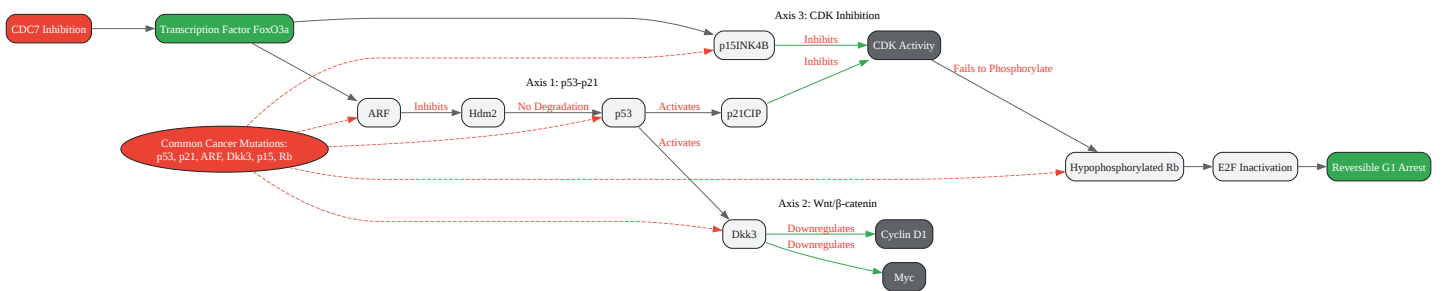 Axis 3: CDK Inhibition
CDC7 Inhibition
Transcription Factor FoxO3a
p15INK4B
Inhibits
CDK Activity
Inhibits
Fails to Phosphorylate
Axis 1: p53-p21
ARF
Inhibits
Hdm2
No Degradation
p53
Activates
p21CIP
Activates
Common Cancer Mutations:
p53, p21, ARF, Dkk3, p15, Rb
Hypophosphorylated Rb
E2F Inactivation
Reversible G1 Arrest
Axis 2: Wnt/β-catenin
Dkk3
Downregulates
Cyclin D1
Downregulates
Myc